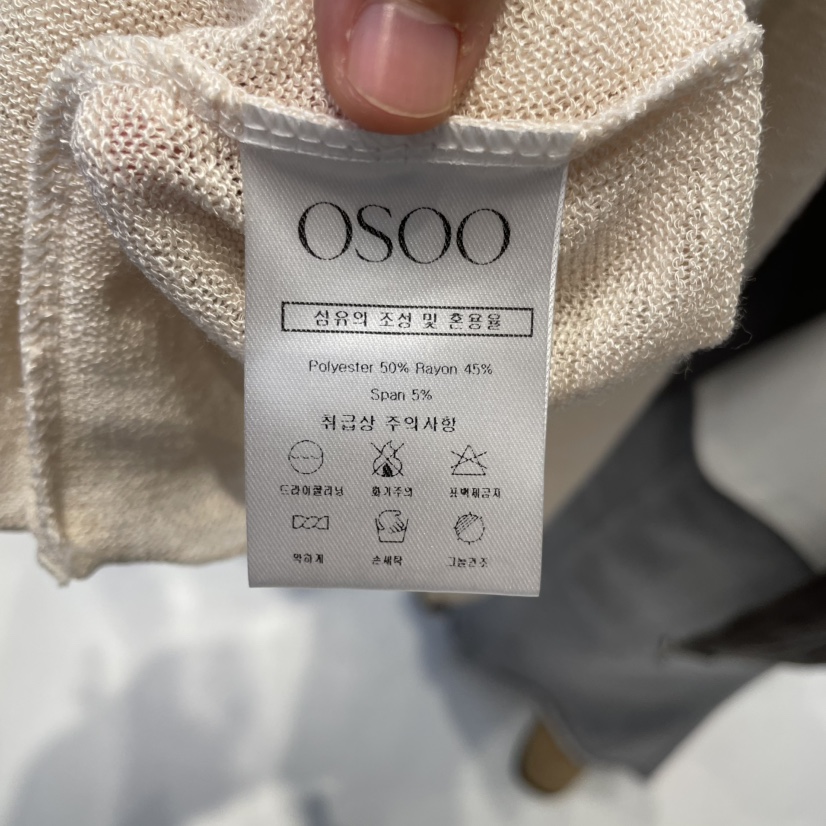 OSOO
섬유의 조성 및 혼용율
Polyester 50% Rayon 45%
Span 5%
취급상 주의사항
드라이클리닝 화기주의 표백제금지
약하게 손세탁 그늘건조